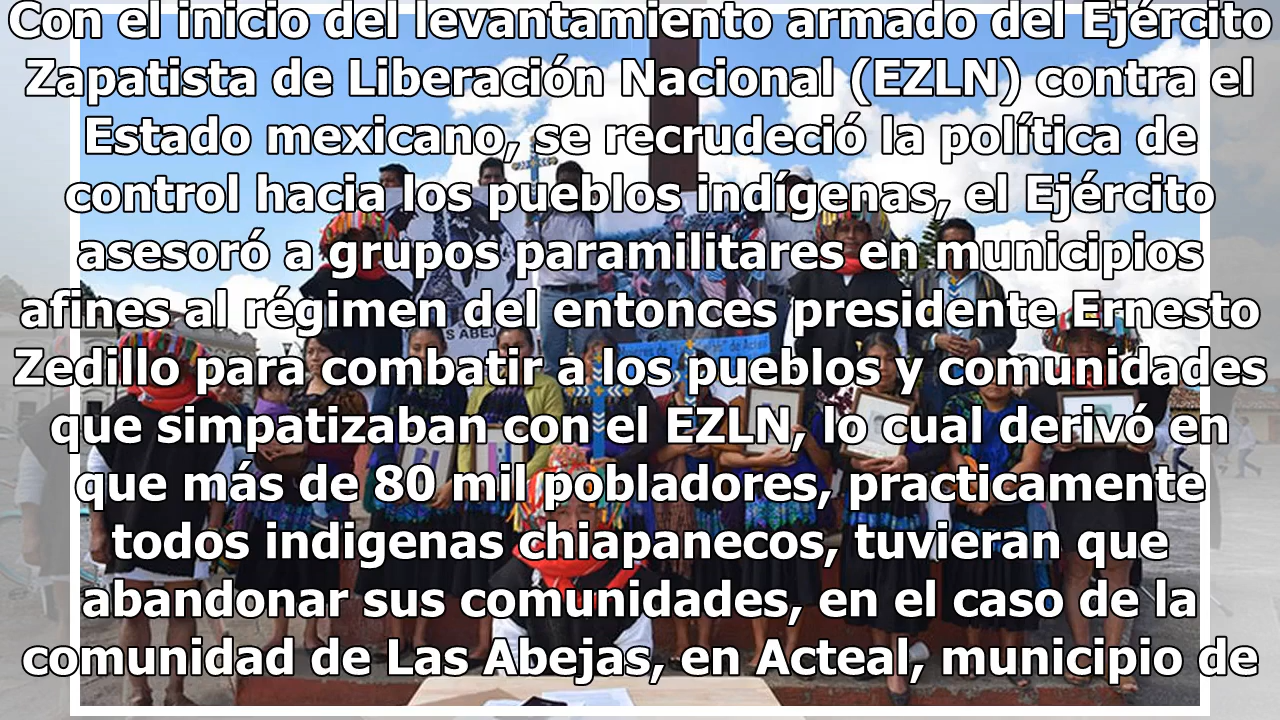 Con el inicio del levantamiento armado del Ejército
Zapatista de Liberación Nacional (EZLN) contra el
Estado mexicano, se recrudeció la política de
control hacia los pueblos indígenas, el Ejército
asesoró a grupos paramilitares en municipios
afines al régimen del entonces presidente Ernesto
Zedillo para combatir a los pueblos y comunidades
que simpatizaban con el EZLN, lo cual derivó en
que más de 80 mil pobladores, practicamente
todos indigenas chiapanecos, tuvieran que
abandonar sus comunidades, en el caso de la
comunidad de Las Abejas, en Acteal, municipio de